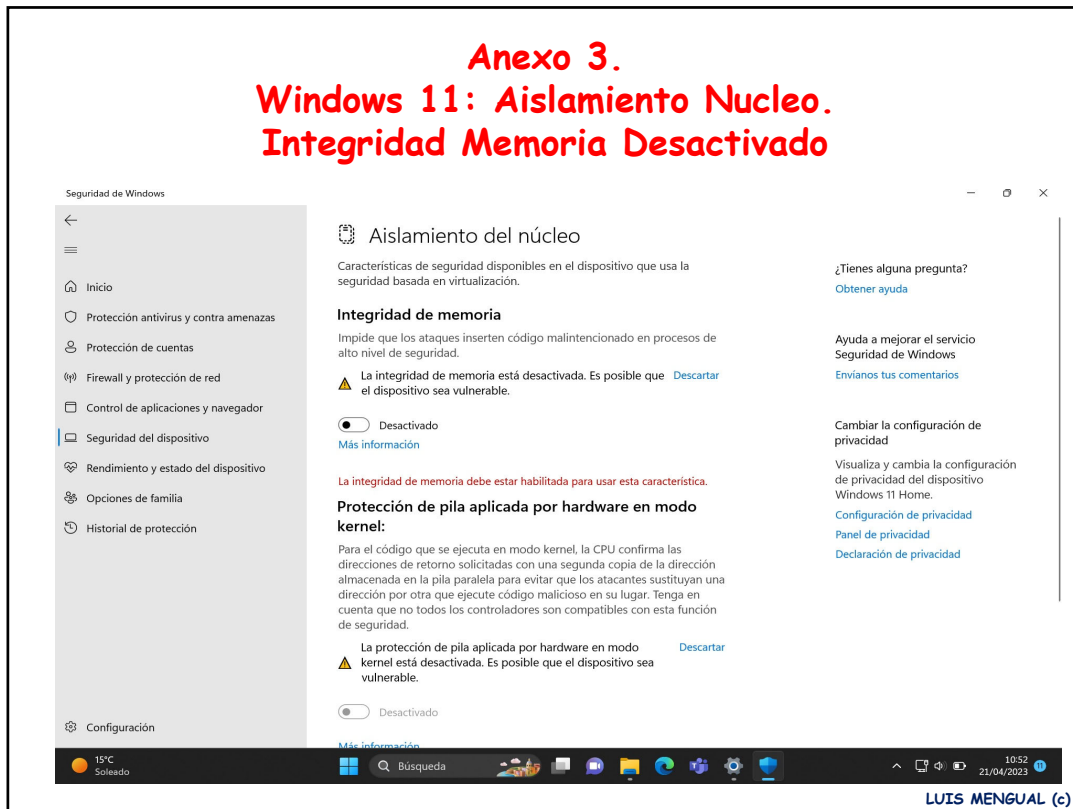 Anexo 3.
Windows 11: Aislamiento Nucleo.
Integridad Memoria Desactivado
Seguridad de Windows
Inicio
Protección antivirus y contra amenazas
Protección de cuentas
Firewall y protección de red
Control de aplicaciones y navegador
Seguridad del dispositivo
Rendimiento y estado del dispositivo
Opciones de familia
Historial de protección
Configuración
Aislamiento del núcleo
Características de seguridad disponibles en el dispositivo que usa la
seguridad basada en virtualización.
Integridad de memoria
Impide que los ataques inserten código malintencionado en procesos de
alto nivel de seguridad.
La integridad de memoria está desactivada. Es posible que Descartar
el dispositivo sea vulnerable.
Desactivado
Más información
La integridad de memoria debe estar habilitada para usar esta característica.
Protección de pila aplicada por hardware en modo
kernel:
Para el código que se ejecuta en modo kernel, la CPU confirma las
direcciones de retorno solicitadas con una segunda copia de la dirección
almacenada en la pila paralela para evitar que los atacantes sustituyan una
dirección por otra que ejecute código malicioso en su lugar. Tenga en
cuenta que no todos los controladores son compatibles con esta función
de seguridad.
La protección de pila aplicada por hardware en modo Descartar
kernel está desactivada. Es posible que el dispositivo sea
vulnerable.
Desactivado
Más información
¿Tienes alguna pregunta?
Obtener ayuda
Ayuda a mejorar el servicio
Seguridad de Windows
Envíanos tus comentarios
Cambiar la configuración de
privacidad
Visualiza y cambia la configuración
de privacidad del dispositivo
Windows 11 Home.
Configuración de privacidad
Panel de privacidad
Declaración de privacidad
15°C
Soleado
Búsqueda
10:52
21/04/2023
11
LUIS MENGUAL (c)